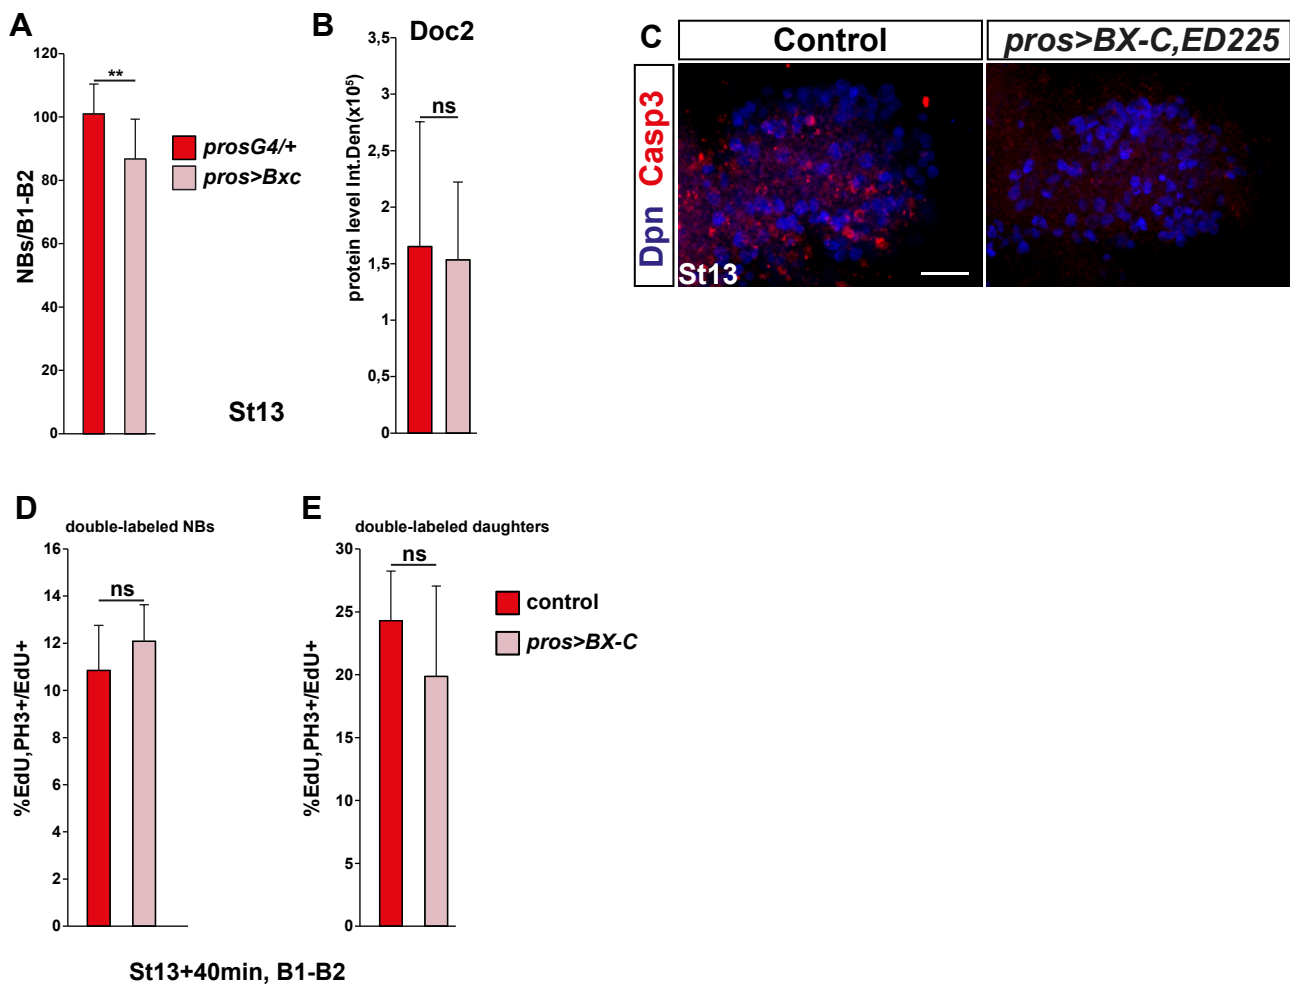 A
NBs/B1-B2
120
100
80
60
40
20
0
**
prosG4/+
pros>Bxc
St13
B
Doc2
protein level Int.Den(x10⁵)
3,5
3
2,5
2
1,5
1
0,5
0
ns
C
Control
pros>BX-C,ED225
Dpn Casp3
St13
D
double-labeled NBs
%EdU,PH3+/EdU+
16
14
12
10
8
6
4
2
0
ns
E
double-labeled daughters
%EdU,PH3+/EdU+
30
25
20
15
10
5
0
ns
control
pros>BX-C
St13+40min, B1-B2